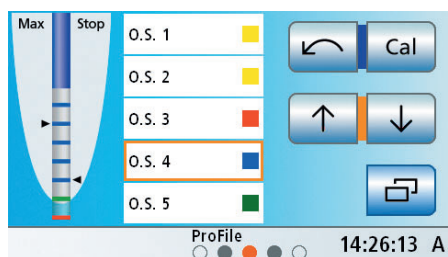 Max Stop
O.S. 1
O.S. 2
O.S. 3
O.S. 4
O.S. 5
Cal
ProFile
14:26:13 A